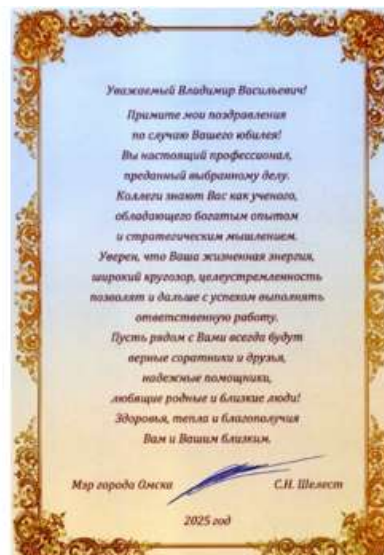 Уважаемый Владимир Васильевич!
Примите мои поздравления
по случаю Вашего юбилея!
Вы настоящий профессионал,
преданный выбранному делу.
Коллеги знают Вас как ученого,
обладающего богатым опытом
и стратегическим мышлением.
Уверен, что Ваша жизненная энергия,
широкий кругозор, целеустремленность
позволят и дальше с успехом выполнять
ответственную работу.
Пусть рядом с Вами всегда будут
верные соратники и друзья,
надежные помощники,
любящие родные и близкие люди!
Здоровья, тепла и благополучия
Вам и Вашим близким.
Мэр города Омска С.Н. Шелест
2025 год